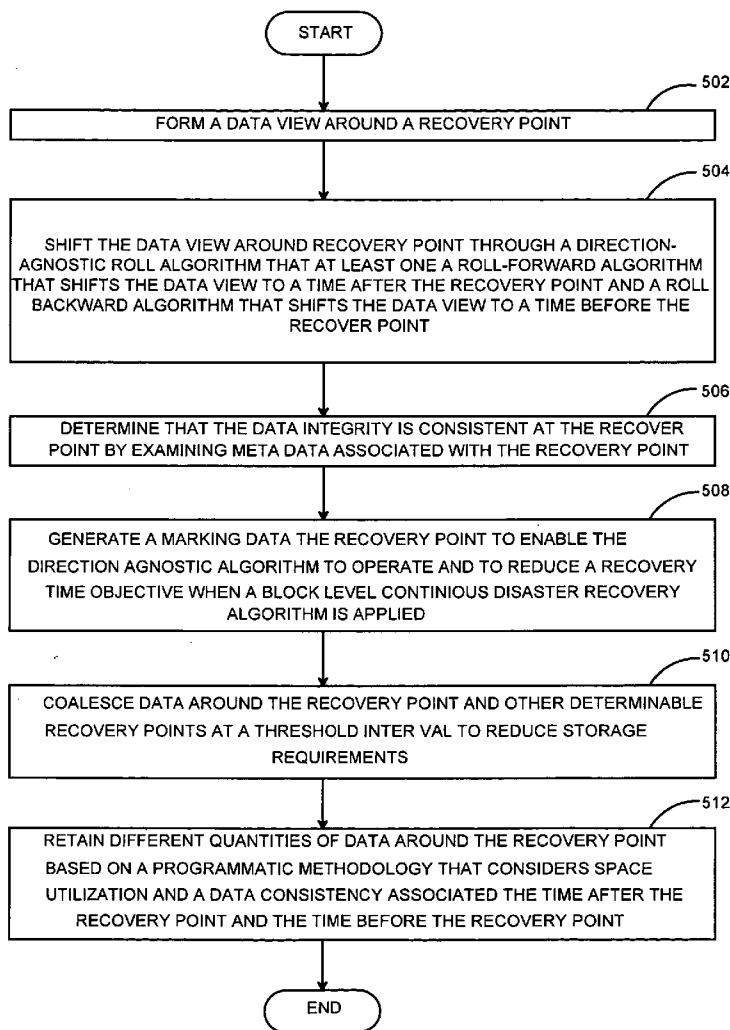 START
502
FORM A DATA VIEW AROUND A RECOVERY POINT
504
SHIFT THE DATA VIEW AROUND RECOVERY POINT THROUGH A DIRECTION-
AGNOSTIC ROLL ALGORITHM THAT AT LEAST ONE A ROLL-FORWARD ALGORITHM
THAT SHIFTS THE DATA VIEW TO A TIME AFTER THE RECOVERY POINT AND A ROLL
BACKWARD ALGORITHM THAT SHIFTS THE DATA VIEW TO A TIME BEFORE THE
RECOVER POINT
506
DETERMINE THAT THE DATA INTEGRITY IS CONSISTENT AT THE RECOVER
POINT BY EXAMINING META DATA ASSOCIATED WITH THE RECOVERY POINT.
508
GENERATE A MARKING DATA THE RECOVERY POINT TO ENABLE THE
DIRECTION AGNOSTIC ALGORITHM TO OPERATE AND TO REDUCE A RECOVERY
TIME OBJECTIVE WHEN A BLOCK LEVEL CONTINIOUS DISASTER RECOVERY
ALGORITHM IS APPLIED
510
COALESCE DATA AROUND THE RECOVERY POINT AND OTHER DETERMINABLE
RECOVERY POINTS AT A THRESHOLD INTER VAL TO REDUCE STORAGE
REQUIREMENTS
512
RETAIN DIFFERENT QUANTITIES OF DATA AROUND THE RECOVERY POINT
BASED ON A PROGRAMMATIC METHODOLOGY THAT CONSIDERS SPACE
UTILIZATION AND A DATA CONSISTENCY ASSOCIATED THE TIME AFTER THE
RECOVERY POINT AND THE TIME BEFORE THE RECOVERY POINT
END